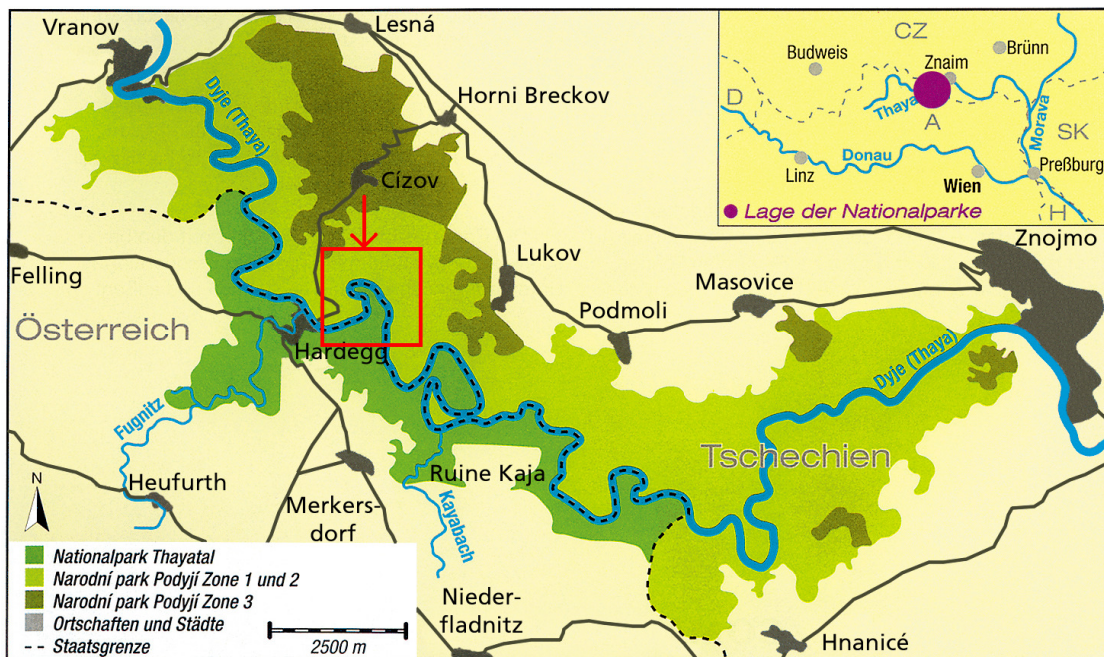 Vranov
Lesná
Dyje (Thaya)
Horni Breckov
Cízov
Felling
Lukov
Österreich
Hardegg
Podmoli
Masovice
Znojmo
Dyje (Thaya)
Fugnitz
Tschechien
Heufurth
Ruine Kaja
Kayabach
Merkers-
dorf
Nieder-
fladnitz
Hnanicé
CZ
Budweis
Brünn
Znaim
D
Thaya
A
SK
Morava
Donau
Linz
Wien
Preßburg
H
Lage der Nationalparke
N
Nationalpark Thayatal
Narodní park Podyjí Zone 1 und 2
Narodní park Podyjí Zone 3
Ortschaften und Städte
Staatsgrenze
2500 m